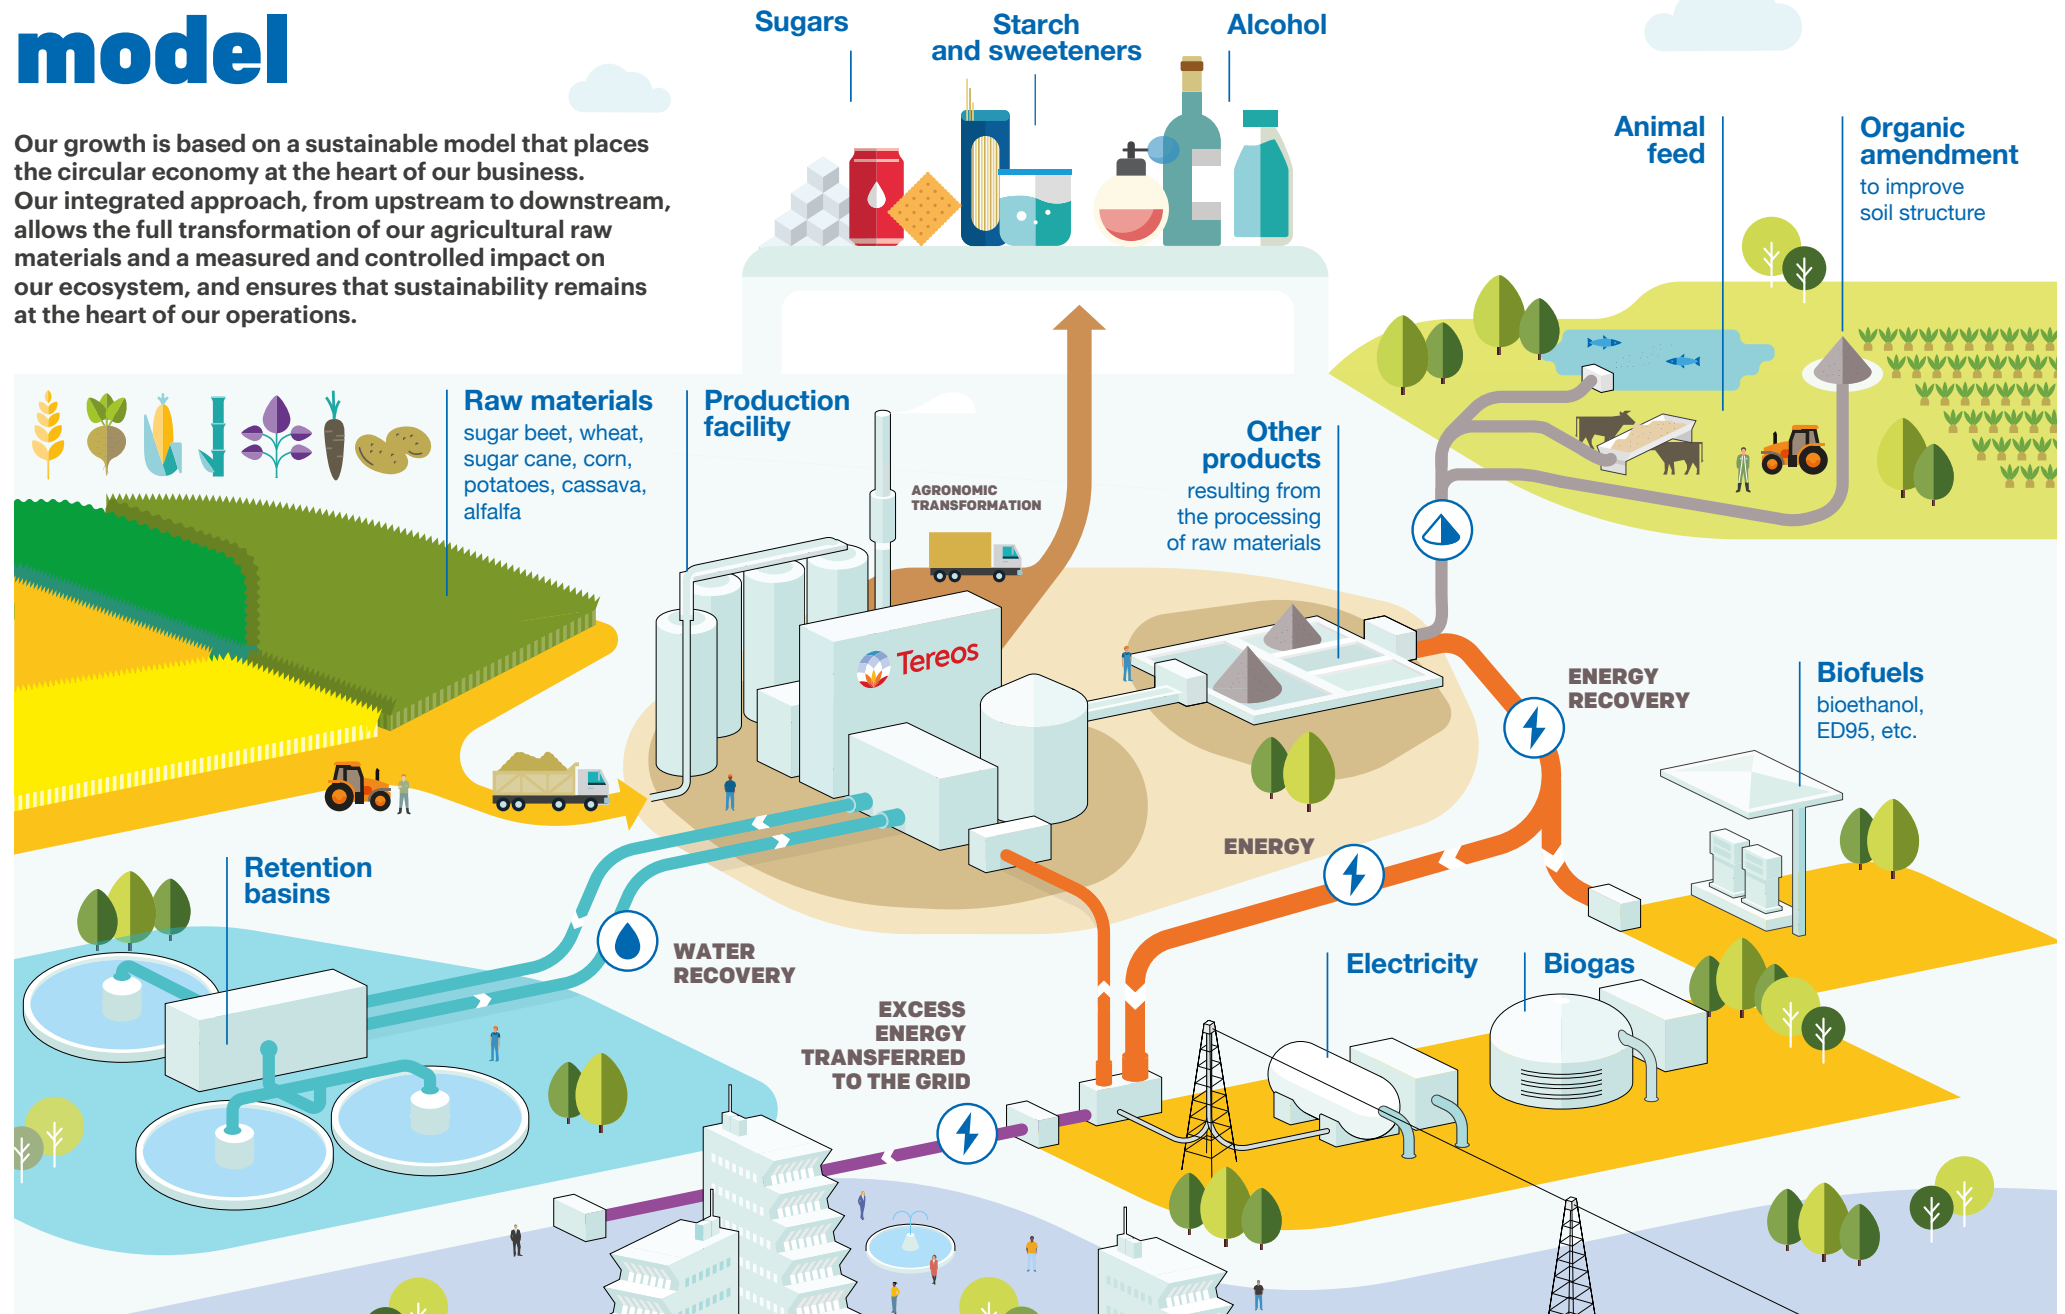 model
Our growth is based on a sustainable model that places
the circular economy at the heart of our business.
Our integrated approach, from upstream to downstream,
allows the full transformation of our agricultural raw
materials and a measured and controlled impact on
our ecosystem, and ensures that sustainability remains
at the heart of our operations.
Sugars
Starch
and sweeteners
Alcohol
Animal
feed
Organic
amendment
to improve
soil structure
Raw materials
sugar beet, wheat,
sugar cane, corn,
potatoes, cassava,
alfalfa
Production
facility
AGRONOMIC
TRANSFORMATION
Other
products
resulting from
the processing
of raw materials
Tereos
ENERGY
RECOVERY
Biofuels
bioethanol,
ED95, etc.
ENERGY
Retention
basins
WATER
RECOVERY
EXCESS
ENERGY
TRANSFERRED
TO THE GRID
Electricity
Biogas